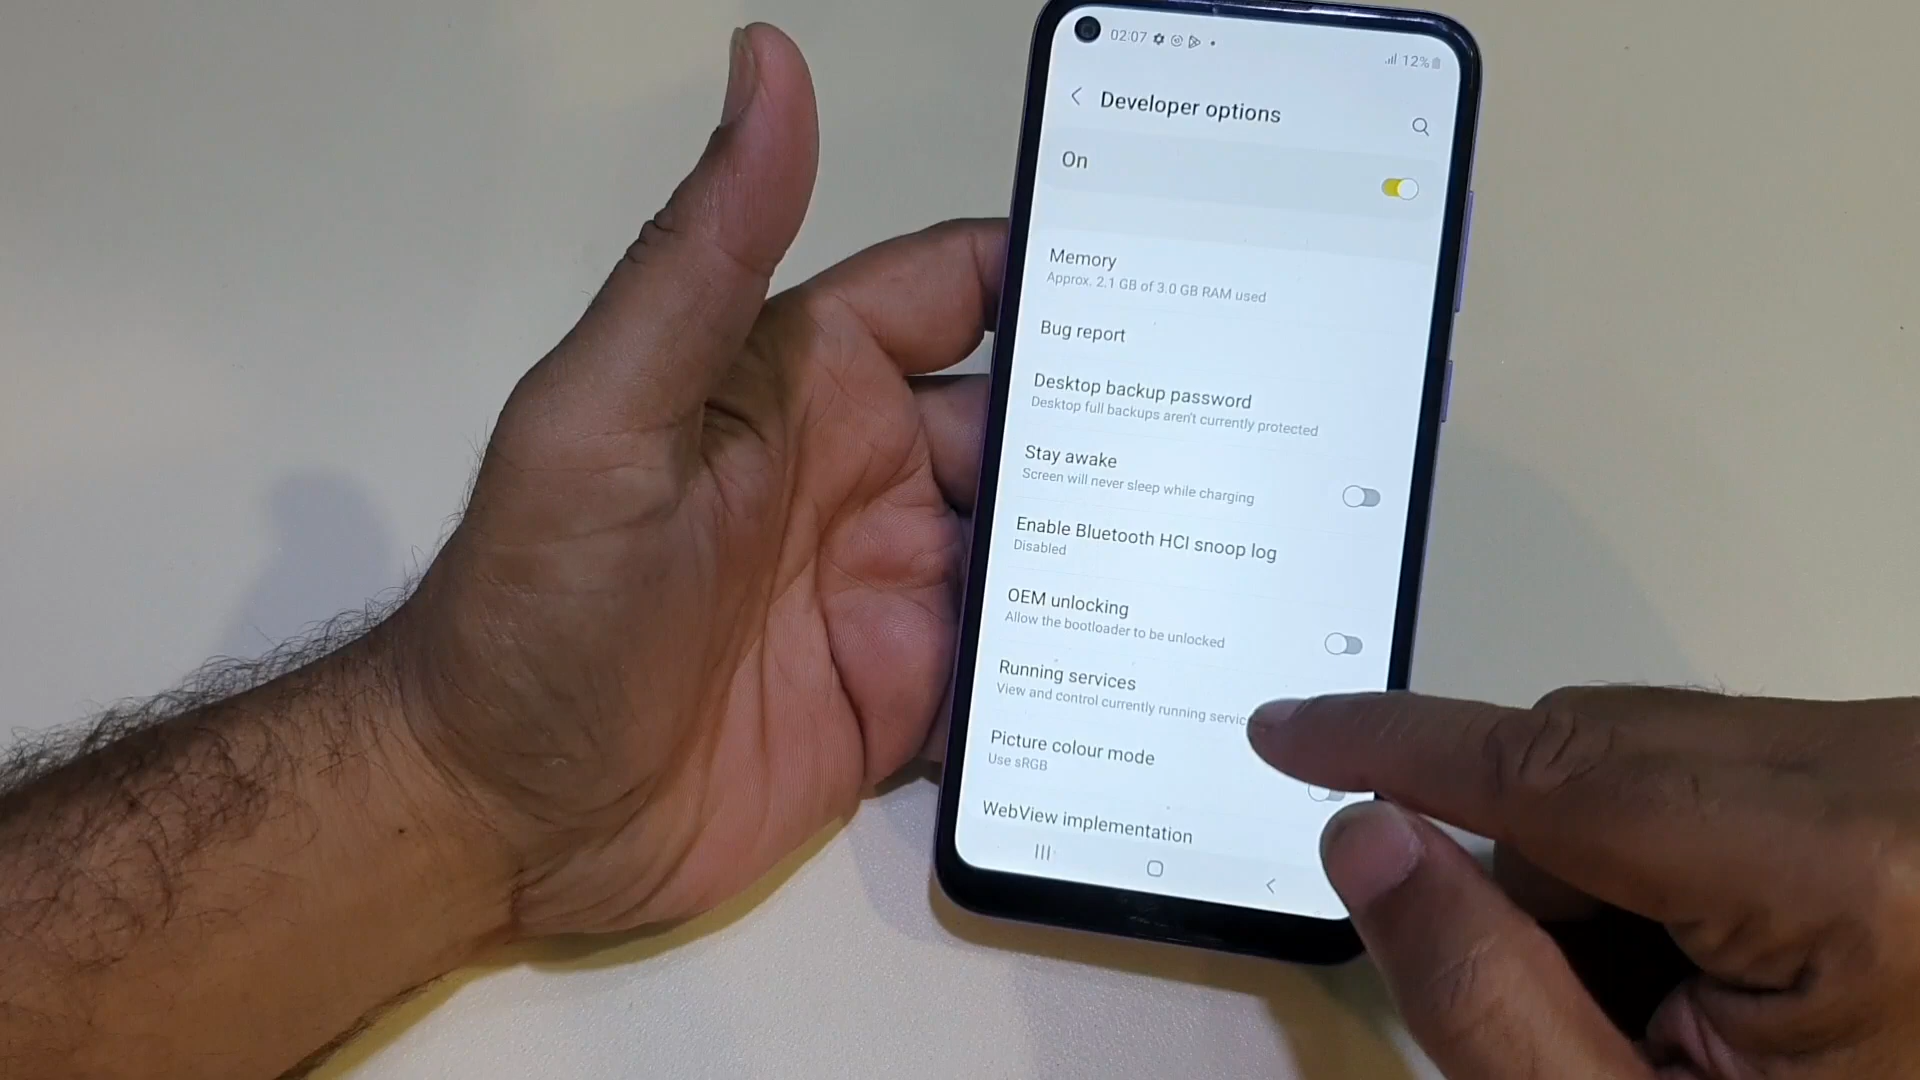 02:07
12%
Developer options
On
Memory
Approx. 2.1 GB of 3.0 GB RAM used
Bug report
Desktop backup password
Desktop full backups aren't currently protected
Stay awake
Screen will never sleep while charging
Enable Bluetooth HCI snoop log
Disabled
OEM unlocking
Allow the bootloader to be unlocked
Running services
View and control currently running servic
Picture colour mode
Use sRGB
WebView implementation